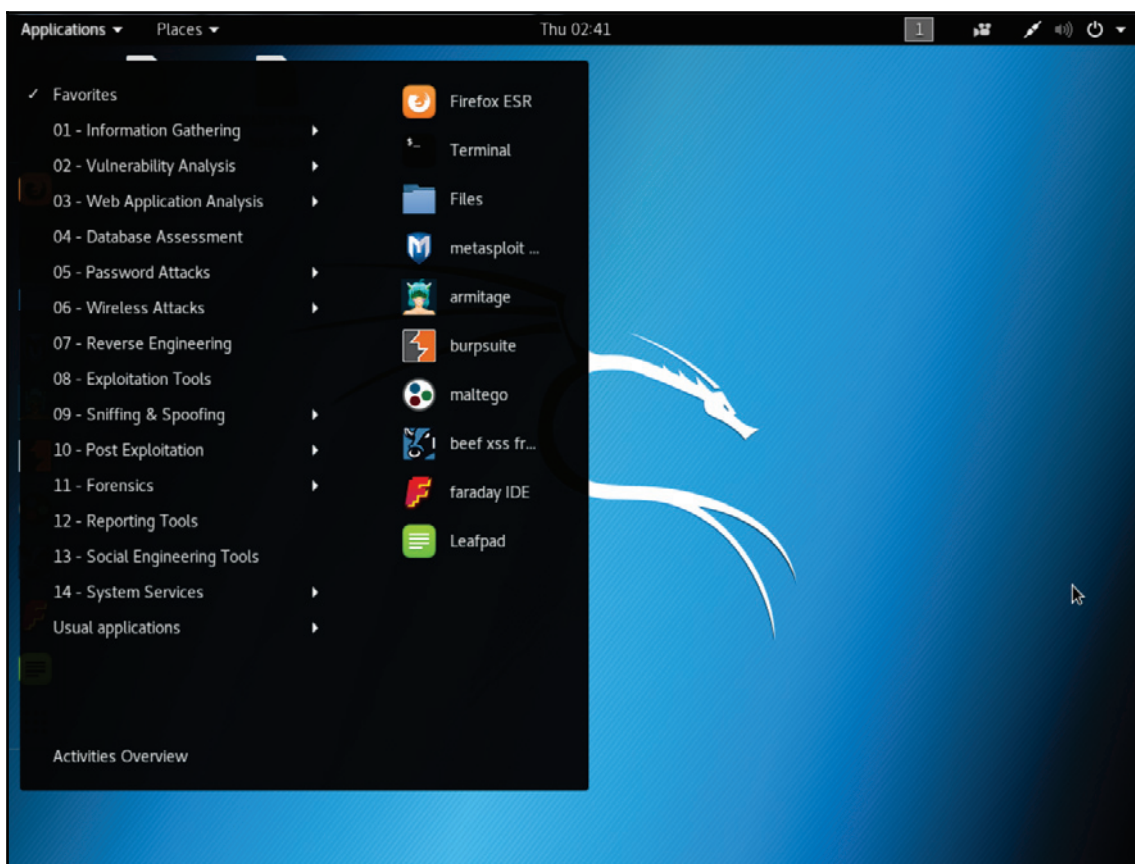 Applications Places Thu 02:41 1
Favorites
01 - Information Gathering
02 - Vulnerability Analysis
03 - Web Application Analysis
04 - Database Assessment
05 - Password Attacks
06 - Wireless Attacks
07 - Reverse Engineering
08 - Exploitation Tools
09 - Sniffing & Spoofing
10 - Post Exploitation
11 - Forensics
12 - Reporting Tools
13 - Social Engineering Tools
14 - System Services
Usual applications
Activities Overview
Firefox ESR
$_
Terminal
Files
metasploit ...
armitage
burpsuite
maltego
beef xss fr...
faraday IDE
Leafpad